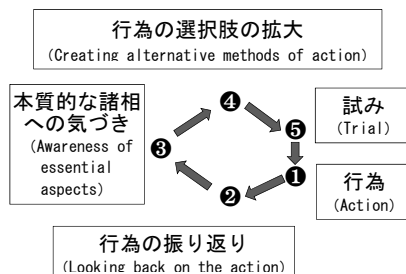 行為の選択肢の拡大
(Creating alternative methods of action)
本質的な諸相
への気づき
(Awareness of
essential
aspects)
❹
❺
試み
(Trial)
❸
❶
❷
行為
(Action)
行為の振り返り
(Looking back on the action)